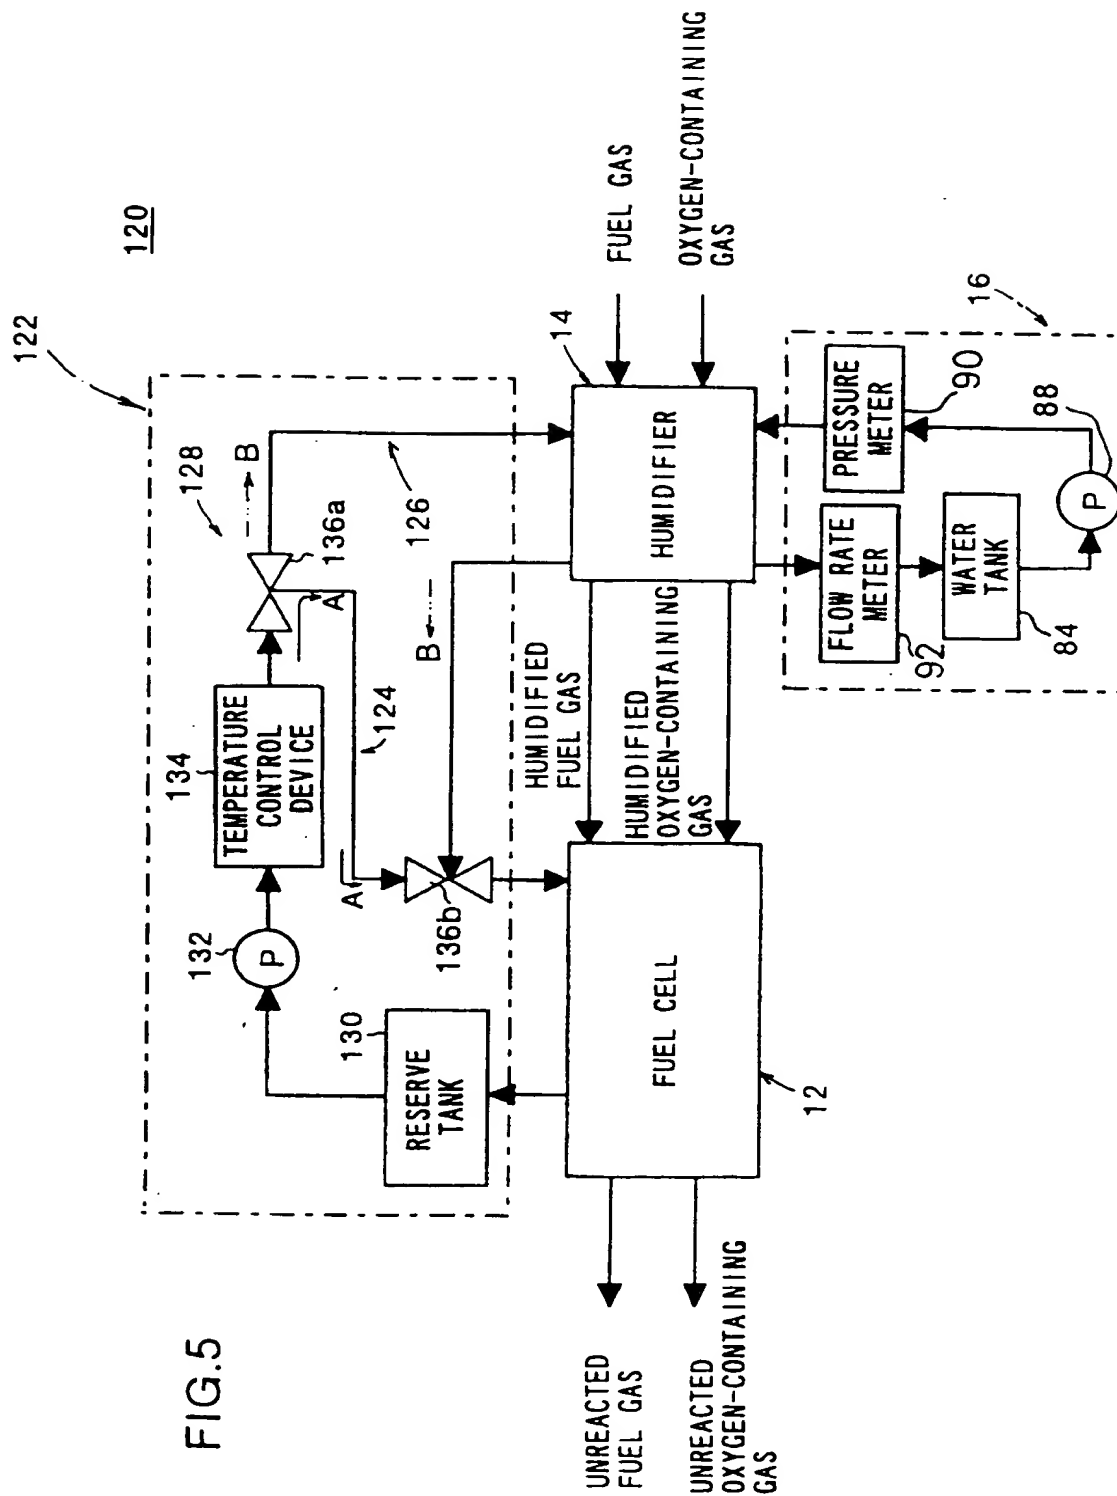 FIG.5
120
122
128
B
136a
A
126
B
134
TEMPERATURE
CONTROL
DEVICE
124
132
P
A
136b
130
RESERVE
TANK
14
FUEL GAS
OXYGEN-CONTAINING
GAS
HUMIDIFIER
HUMIDIFIED
FUEL GAS
HUMIDIFIED
OXYGEN-CONTAINING
GAS
FUEL CELL
12
UNREACTED
FUEL GAS
UNREACTED
OXYGEN-CONTAINING
GAS
16
PRESSURE
METER
90
FLOW RATE
METER
92
WATER
TANK
84
P
88